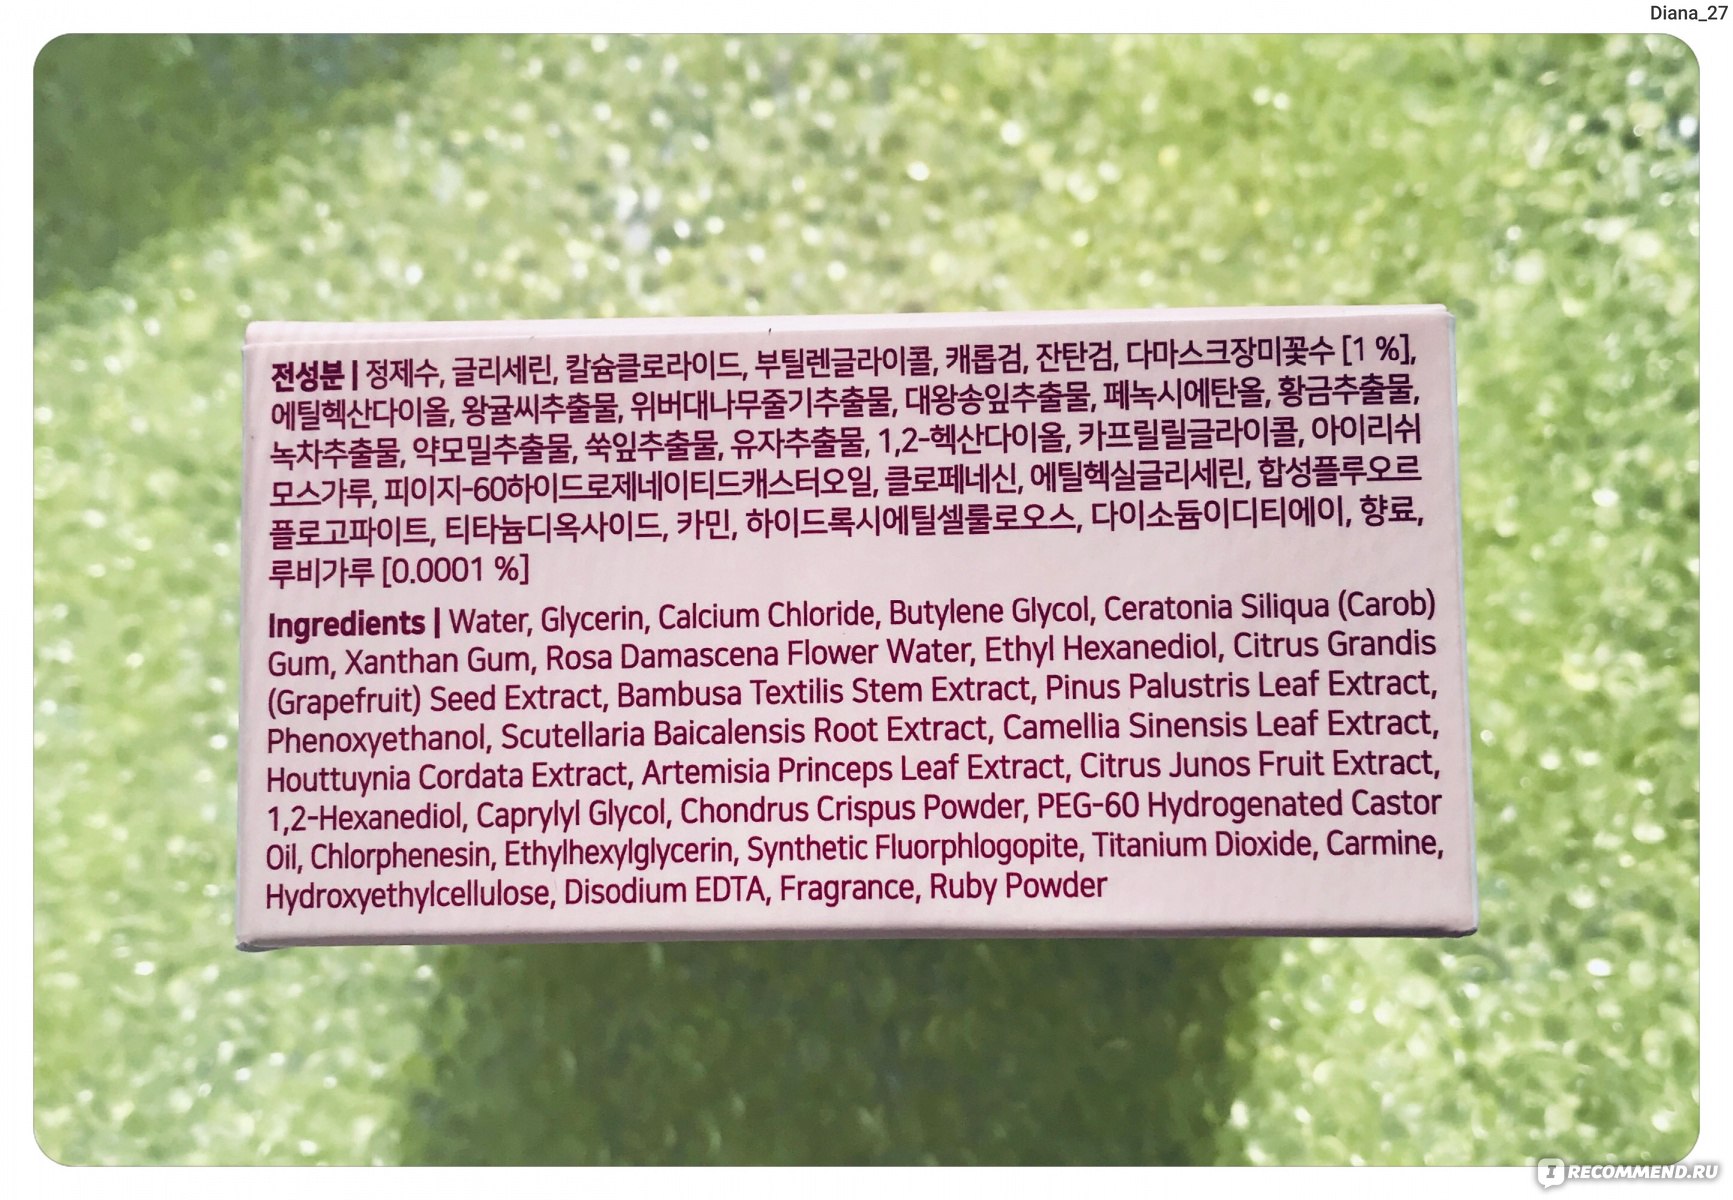 Diana_27
전성분 | 정제수, 글리세린, 칼슘클로라이드, 부틸렌글라이콜, 캐롭검, 잔탄검, 다마스크장미꽃수 [1 %],
에틸헥산다이올, 왕귤씨추출물, 위버대나무줄기추출물, 대왕송잎추출물, 페녹시에탄올, 황금추출물,
녹차추출물, 약모밀추출물, 쑥잎추출물, 유자추출물, 1,2-헥산다이올, 카프릴릴글라이콜, 아이리쉬
모스가루, 피이지-60하이드로제네이티드캐스터오일, 클로페네신, 에틸헥실글리세린, 합성플루오르
플로고파이트, 티타늄디옥사이드, 카민, 하이드록시에틸셀룰로오스, 다이소듐이디티에이, 향료,
루비가루 [0.0001 %]
Ingredients | Water, Glycerin, Calcium Chloride, Butylene Glycol, Ceratonia Siliqua (Carob)
Gum, Xanthan Gum, Rosa Damascena Flower Water, Ethyl Hexanediol, Citrus Grandis
(Grapefruit) Seed Extract, Bambusa Textilis Stem Extract, Pinus Palustris Leaf Extract,
Phenoxyethanol, Scutellaria Baicalensis Root Extract, Camellia Sinensis Leaf Extract,
Houttuynia Cordata Extract, Artemisia Princeps Leaf Extract, Citrus Junos Fruit Extract,
1,2-Hexanediol, Caprylyl Glycol, Chondrus Crispus Powder, PEG-60 Hydrogenated Castor
Oil, Chlorphenesin, Ethylhexylglycerin, Synthetic Fluorphlogopite, Titanium Dioxide, Carmine,
Hydroxyethylcellulose, Disodium EDTA, Fragrance, Ruby Powder
IRECOMMEND.RU